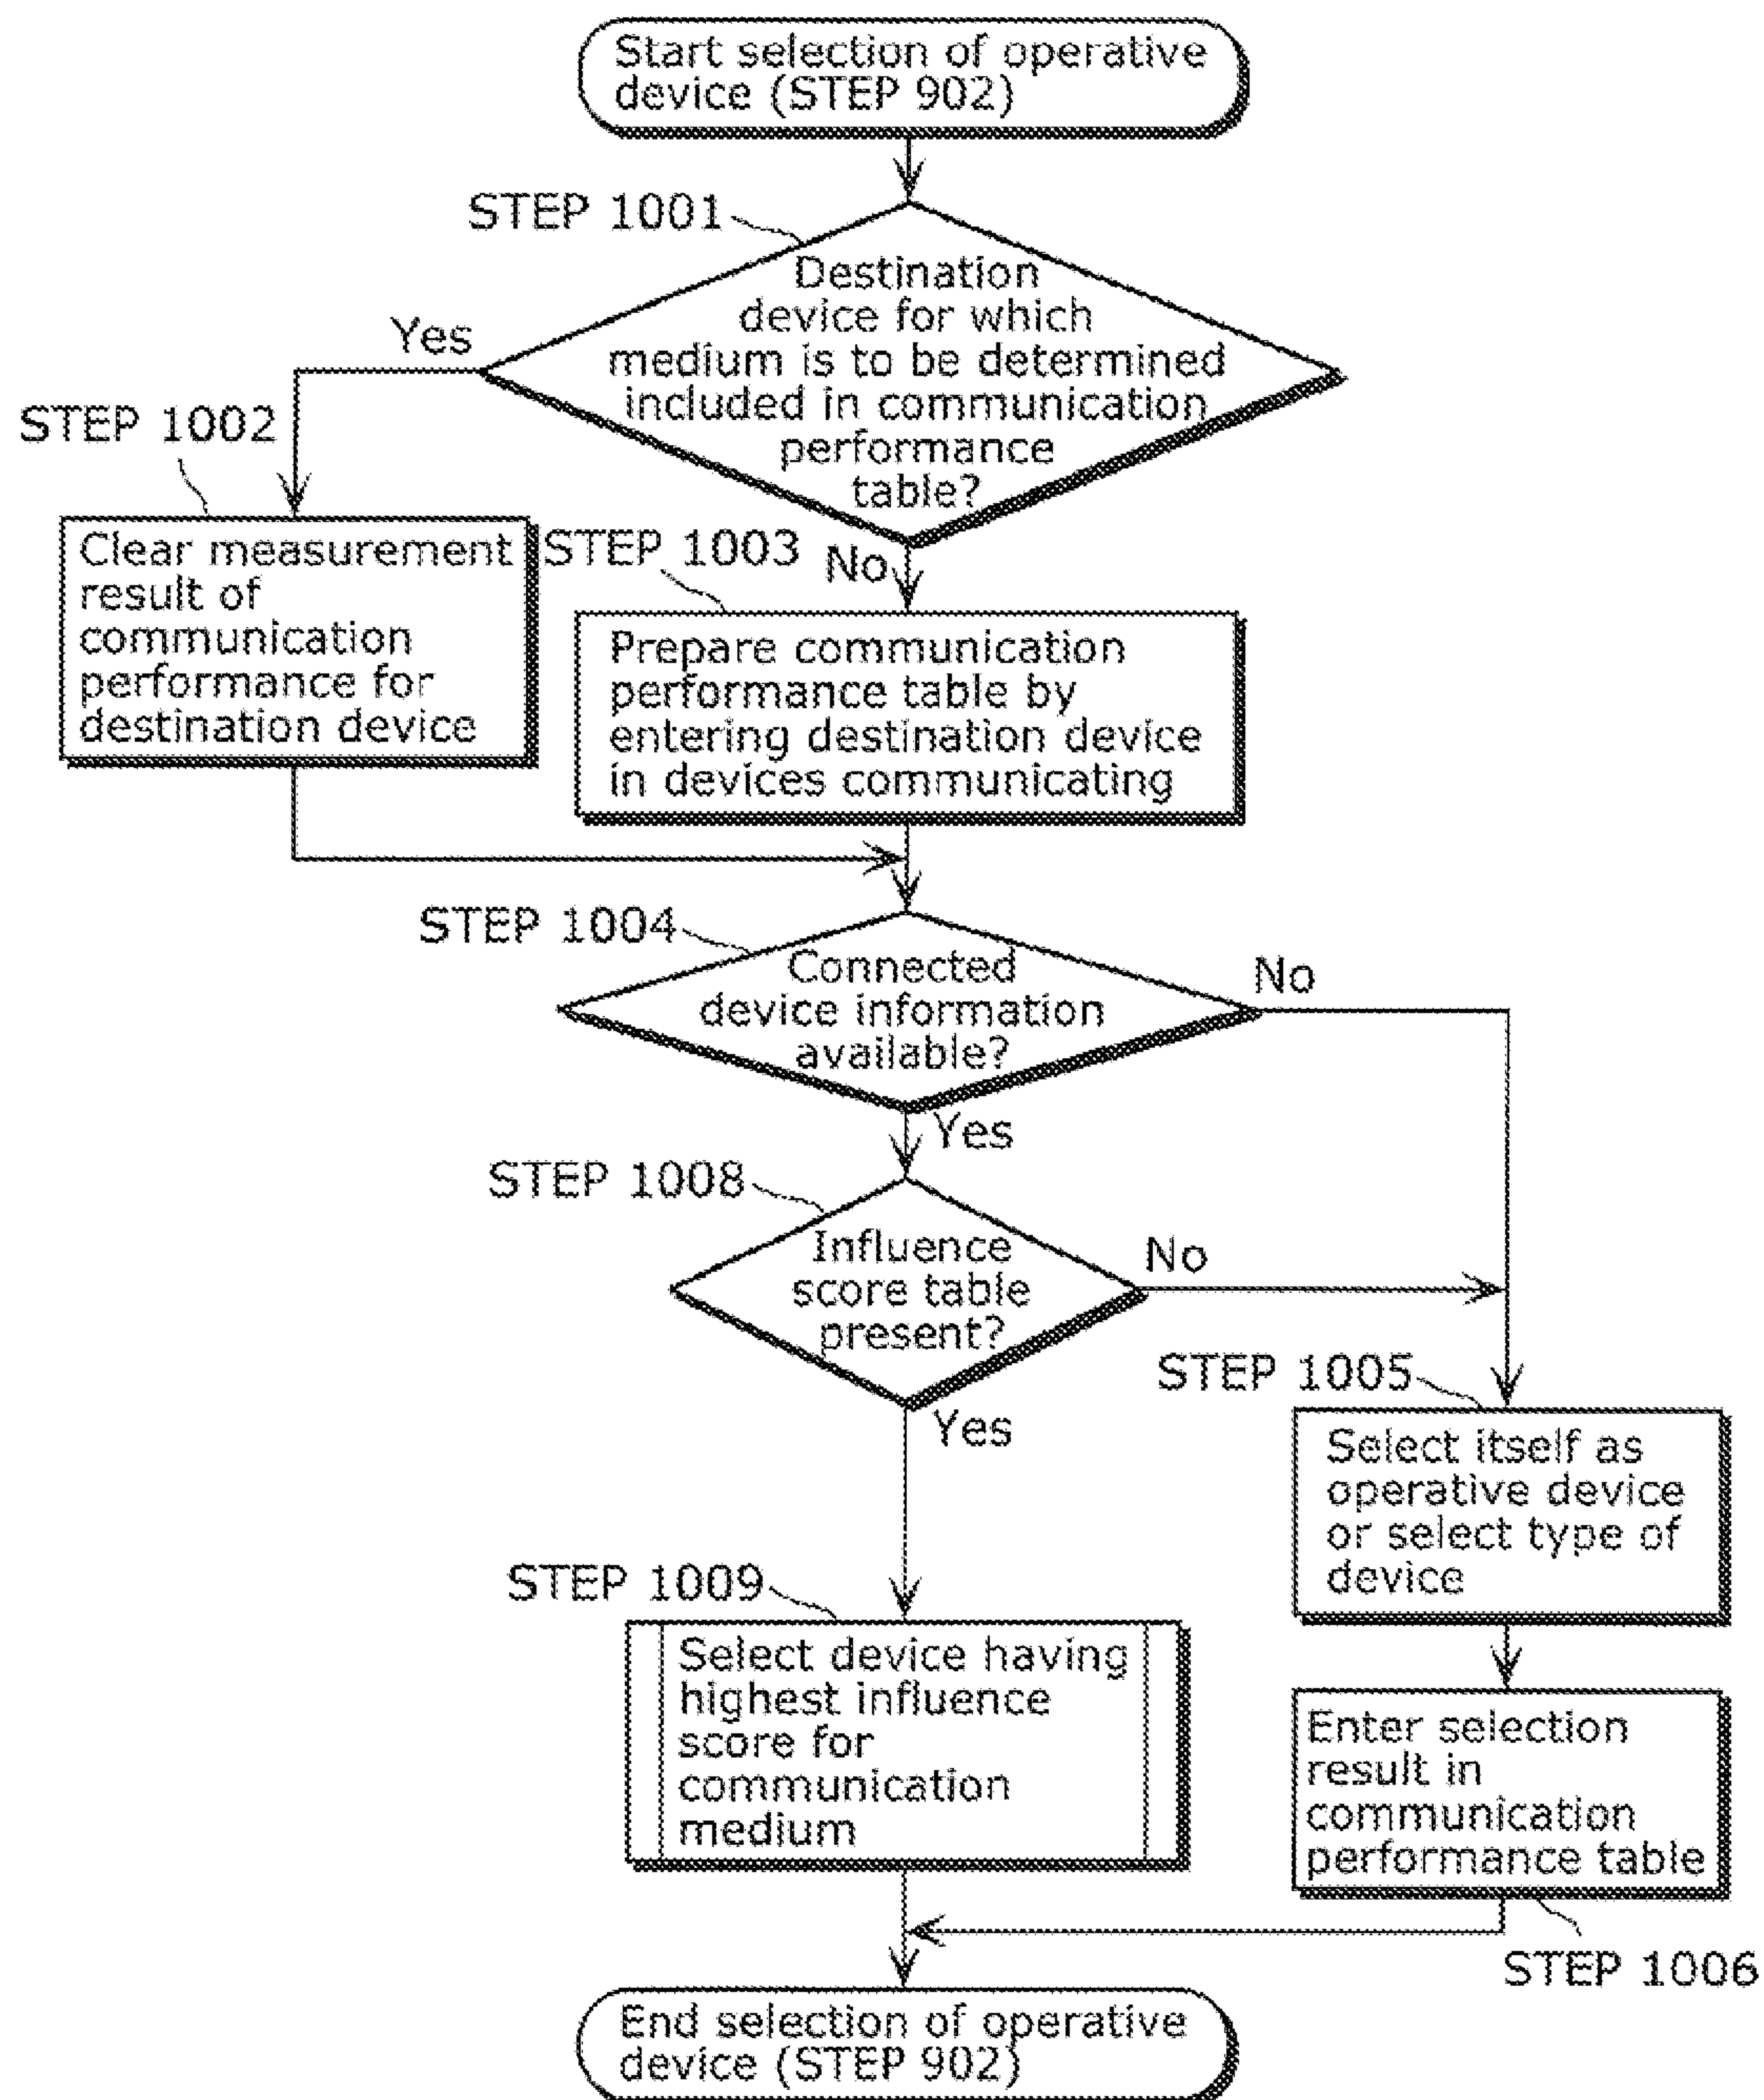 Start selection of operative
device (STEP 902)
STEP 1001
Destination
device for which
medium is to be determined
included in communication
performance
table?
Yes
STEP 1002
Clear measurement
result of
communication
performance for
destination device
No
STEP 1003
Prepare communication
performance table by
entering destination device
in devices communicating
STEP 1004
Connected
device information
available?
No
Yes
STEP 1008
Influence
score table
present?
No
Yes
STEP 1005
Select itself as
operative device
or select type of
device
STEP 1009
Select device having
highest influence
score for
communication
medium
Enter selection
result in
communication
performance table
STEP 1006
End selection of operative
device (STEP 902)